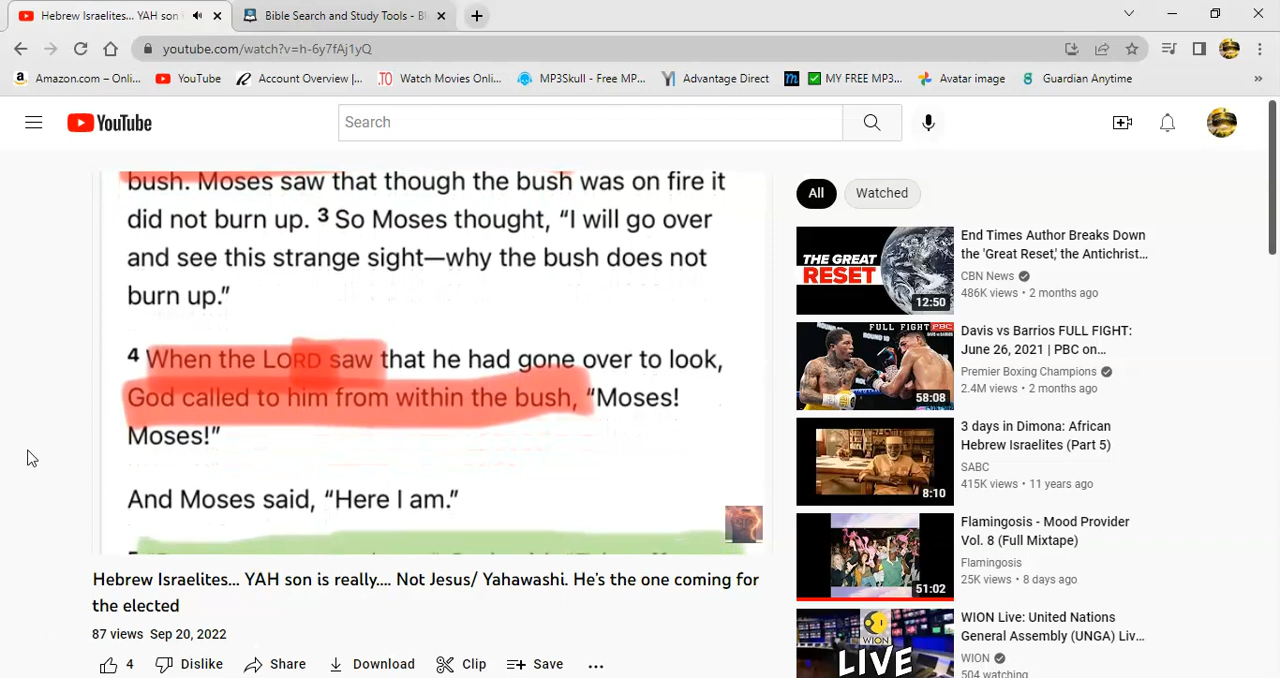 Hebrew Israelites... YAH son
Bible Search and Study Tools - Bl
youtube.com/watch?v=h-6y7fAj1yQ
Amazon.com – Onli...
YouTube
Account Overview |...
.TO Watch Movies Onli...
MP3Skull - Free MP...
Advantage Direct
m MY FREE MP3...
Avatar image
Guardian Anytime
»
YouTube
Search
bush. Moses saw that though the bush was on fire it
did not burn up. 3 So Moses thought, “I will go over
and see this strange sight—why the bush does not
burn up.”
4 When the LORD saw that he had gone over to look,
God called to him from within the bush, “Moses!
Moses!”
And Moses said, “Here I am.”
Hebrew Israelites... YAH son is really.... Not Jesus/ Yahawashi. He's the one coming for
the elected
87 views Sep 20, 2022
4 Dislike Share Download Clip Save ...
All Watched
THE GREAT
RESET
12:50
End Times Author Breaks Down
the 'Great Reset,' the Antichrist...
CBN News
486K views • 2 months ago
FULL FIGHT PBC
58:08
Davis vs Barrios FULL FIGHT:
June 26, 2021 | PBC on...
Premier Boxing Champions
2.4M views • 2 months ago
8:10
3 days in Dimona: African
Hebrew Israelites (Part 5)
SABC
415K views • 11 years ago
51:02
Flamingosis - Mood Provider
Vol. 8 (Full Mixtape)
Flamingosis
25K views • 8 days ago
WION
LIVE
WION Live: United Nations
General Assembly (UNGA) Liv...
WION
504 watching